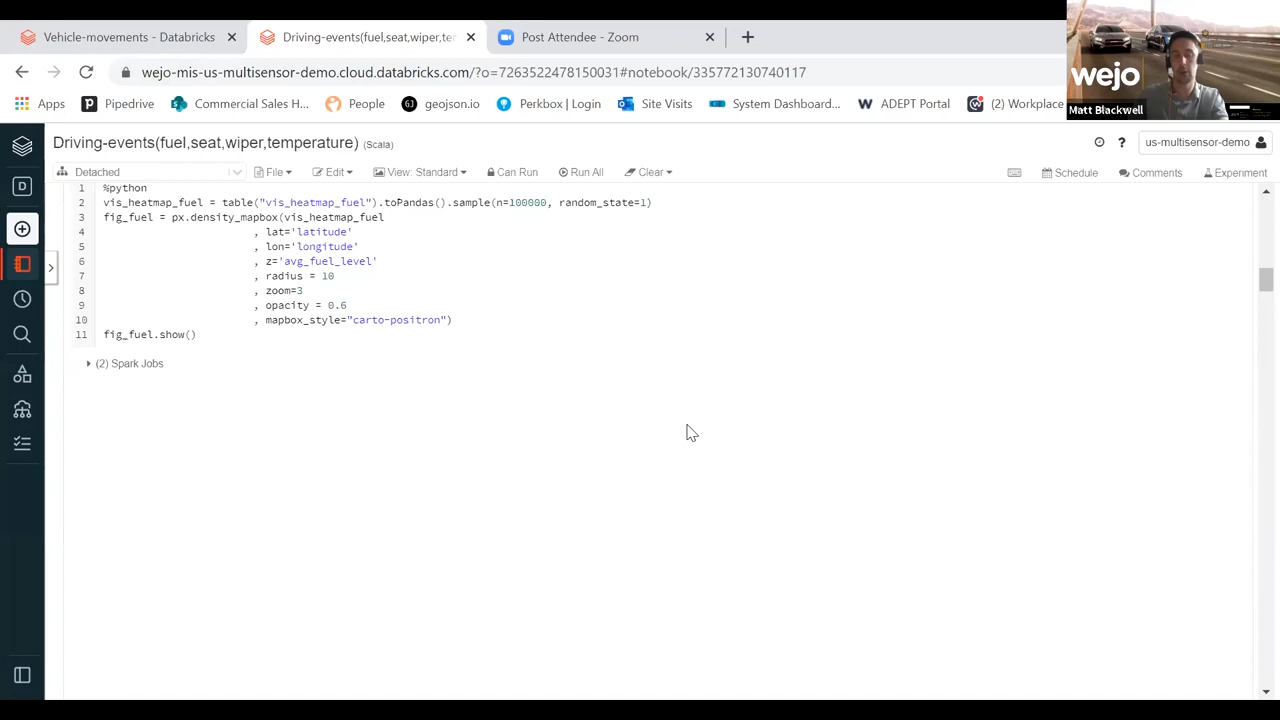 Vehicle-movements - Databricks
Driving-events(fuel,seat,wiper,ter
Post Attendee - Zoom
wejo-mis-us-multisensor-demo.cloud.databricks.com/?o=7263522478150031#notebook/335772130740117
Apps
Pipedrive
Commercial Sales H...
People
geojson.io
Perkbox | Login
Site Visits
System Dashboard...
ADEPT Portal
(2) Workplace
wejo
Matt Blackwell
Driving-events(fuel,seat,wiper,temperature) (Scala)
us-multisensor-demo
Detached
File
Edit
View: Standard
Can Run
Run All
Clear
Schedule
Comments
Experiment
1 %python
2 vis_heatmap_fuel = table("vis_heatmap_fuel").toPandas().sample(n=100000, random_state=1)
3 fig_fuel = px.density_mapbox(vis_heatmap_fuel
4 , lat='latitude'
5 , lon='longitude'
6 , z='avg_fuel_level'
7 , radius = 10
8 , zoom=3
9 , opacity = 0.6
10 , mapbox_style="carto-positron")
11 fig_fuel.show()
(2) Spark Jobs